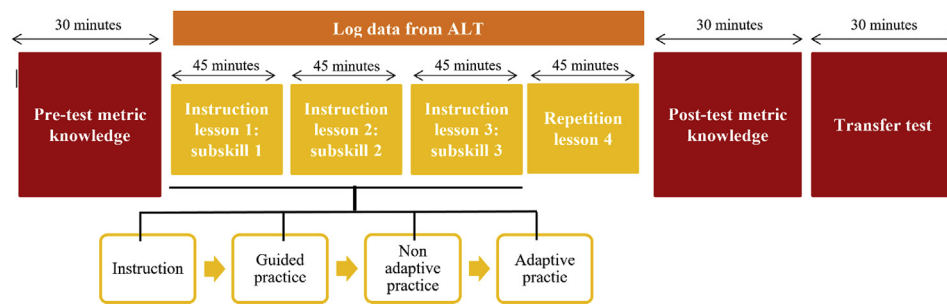 30 minutes
Log data from ALT
30 minutes
30 minutes
45 minutes
45 minutes
45 minutes
45 minutes
Pre-test metric
knowledge
Instruction
lesson 1:
subskill 1
Instruction
lesson 2:
subskill 2
Instruction
lesson 3:
subskill 3
Repetition
lesson 4
Post-test metric
knowledge
Transfer test
Instruction
Guided
practice
Non
adaptive
practice
Adaptive
practie